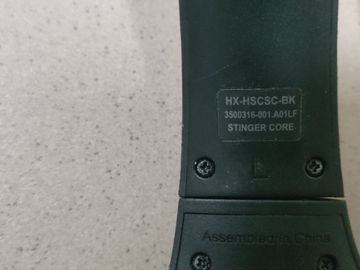 HX-HSCSC-BK
3500316-001.A01LF
STINGER CORE
L
Assembled in China